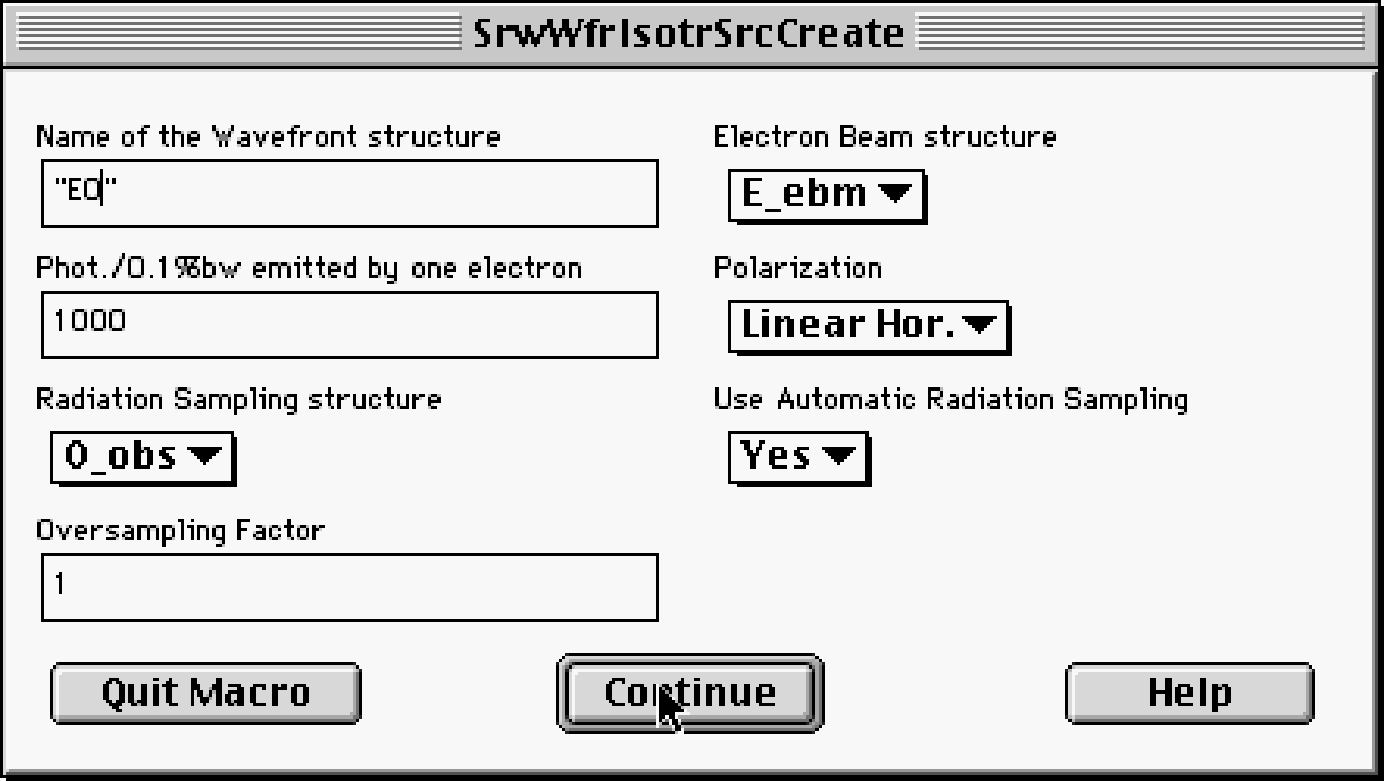 SrwWfrIsotrSrcCreate
Name of the Wavefront structure
"EO"
Electron Beam structure
E_ebm
Phot./0.1%bw emitted by one electron
1000
Polarization
Linear Hor.
Radiation Sampling structure
O_obs
Use Automatic Radiation Sampling
Yes
Oversampling Factor
1
Quit Macro
Continue
Help